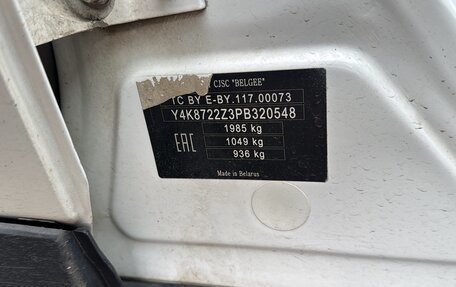 CJSC "BELGEE"
TC BY E-BY.117.00073
Y4K8722Z3PB320548
1985 kg
EAC
1049 kg
936 kg
Made in Belarus